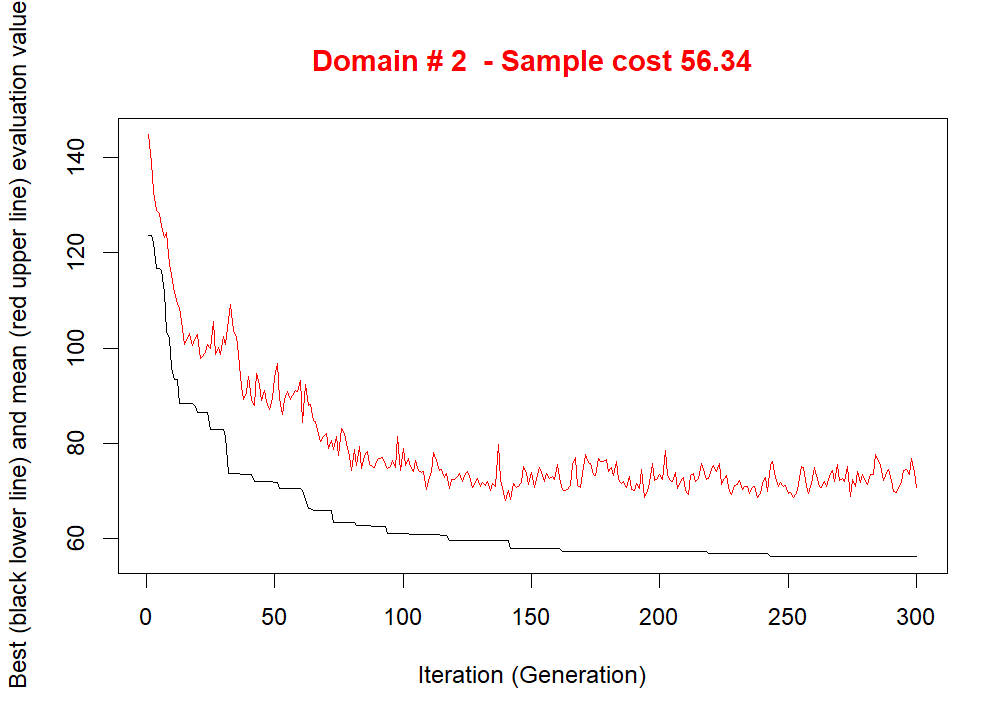 Domain # 2  - Sample cost 56.34
Best (black lower line) and mean (red upper line) evaluation value
140
120
100
80
60
0 50 100 150 200 250 300
Iteration (Generation)